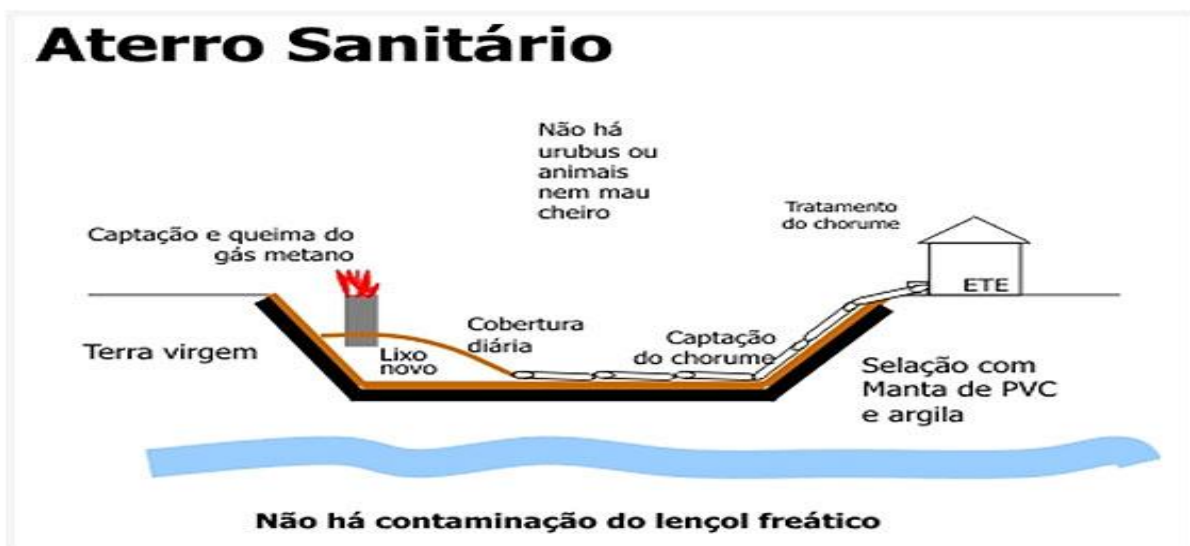 Aterro Sanitário
Não há
urubus ou
animais
nem mau
cheiro
Tratamento
do chorume
Captação e queima do
gás metano
ETE
Terra virgem
Lixo
novo
Cobertura
diária
Captação
do chorume
Selação com
Manta de PVC
e argila
Não há contaminação do lençol freático